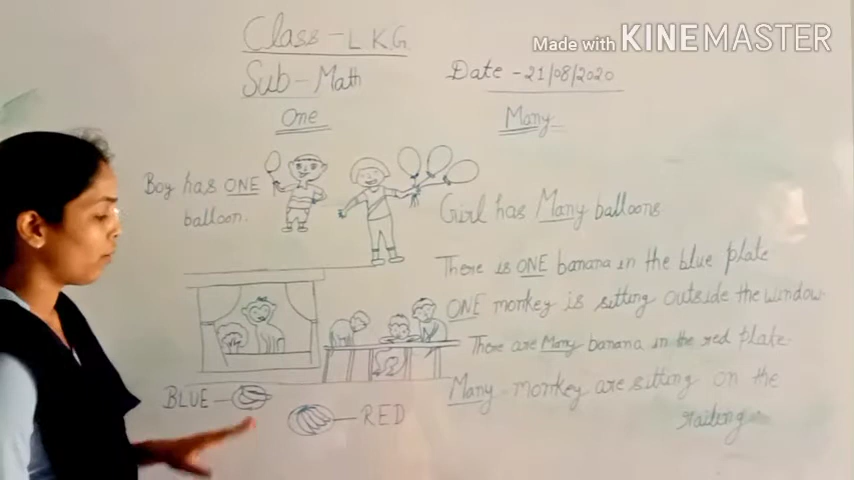 Made with KINEMASTER
Class - L K G.
Sub - Math
Date - 21/08/2020
One
Many
Boy has ONE
balloon.
Girl has Many balloons
There is ONE banana in the blue plate
ONE monkey is sitting outside the window.
There are Many banana in the red plate
Many monkey are sitting on the
railing
BLUE
RED